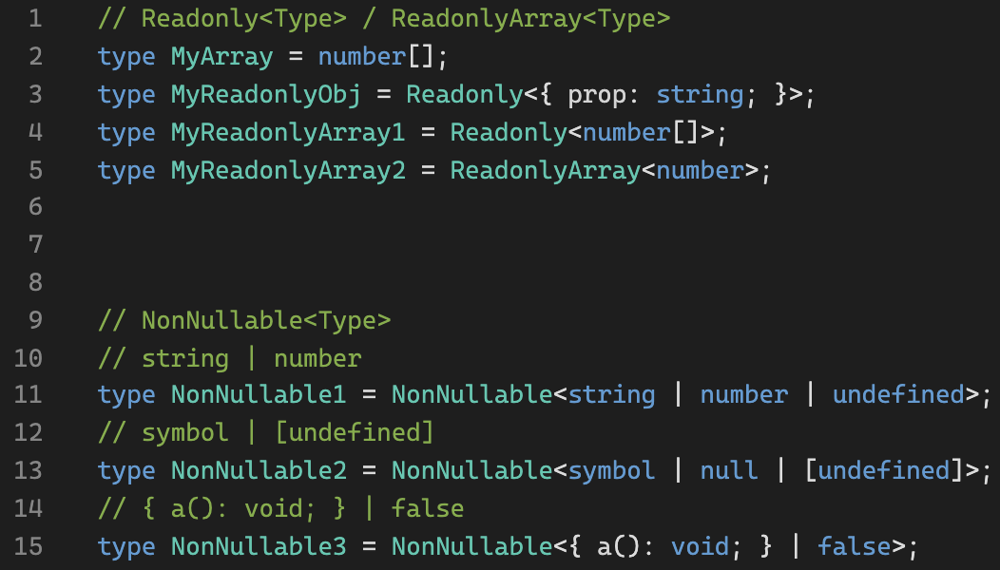 1 // Readonly<Type> / ReadonlyArray<Type>
2 type MyArray = number[];
3 type MyReadonlyObj = Readonly<{ prop: string; }>;
4 type MyReadonlyArray1 = Readonly<number[]>;
5 type MyReadonlyArray2 = ReadonlyArray<number>;
6
7
8
9 // NonNullable<Type>
10 // string | number
11 type NonNullable1 = NonNullable<string | number | undefined>;
12 // symbol | [undefined]
13 type NonNullable2 = NonNullable<symbol | null | [undefined]>;
14 // { a(): void; } | false
15 type NonNullable3 = NonNullable<{ a(): void; } | false>;